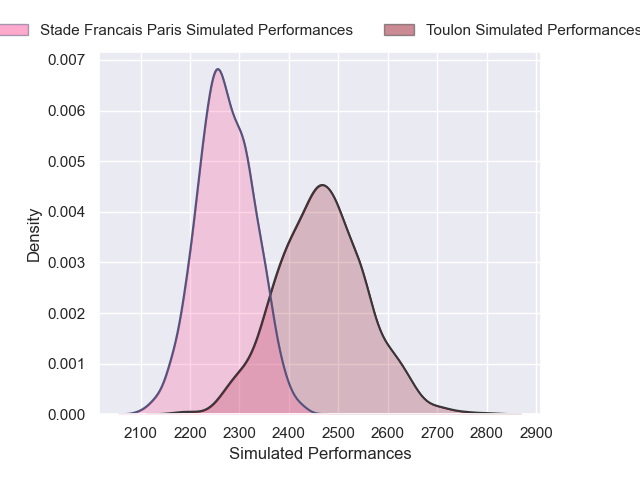 Stade Francais Paris Simulated Performances
Toulon Simulated Performances
0.007
0.006
0.005
0.004
0.003
0.002
0.001
0.000
Density
2100 2200 2300 2400 2500 2600 2700 2800 2900
Simulated Performances